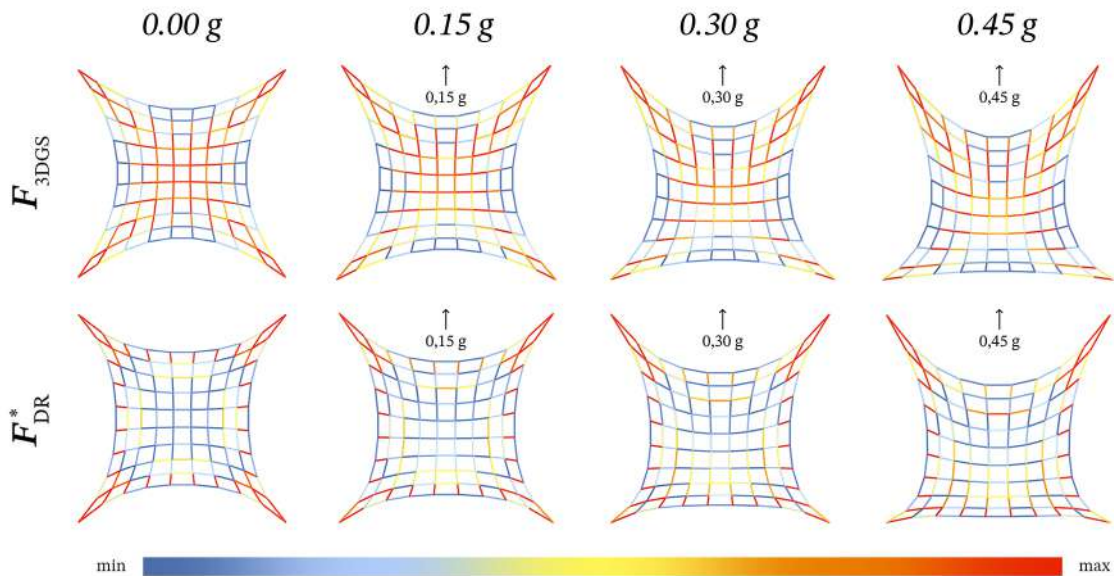 0.00 g 0.15 g 0.30 g 0.45 g
↑ ↑ ↑
0,15 g 0,30 g 0,45 g
F 3DGS
↑ ↑ ↑
0,15 g 0,30 g 0,45 g
F*DR
min max